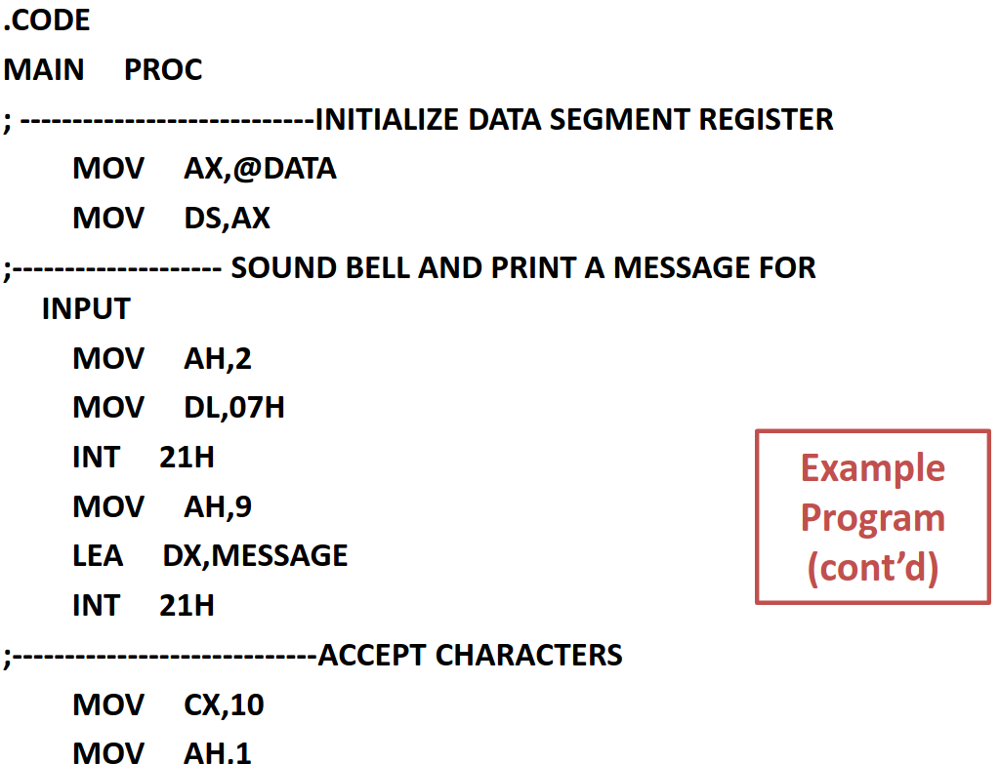 .CODE
MAIN PROC
; ----------------------------INITIALIZE DATA SEGMENT REGISTER
MOV AX,@DATA
MOV DS,AX
;-------------------- SOUND BELL AND PRINT A MESSAGE FOR
INPUT
MOV AH,2
MOV DL,07H
INT 21H
MOV AH,9
LEA DX,MESSAGE
INT 21H
;-----------------------------ACCEPT CHARACTERS
MOV CX,10
MOV AH,1
Example
Program
(cont’d)